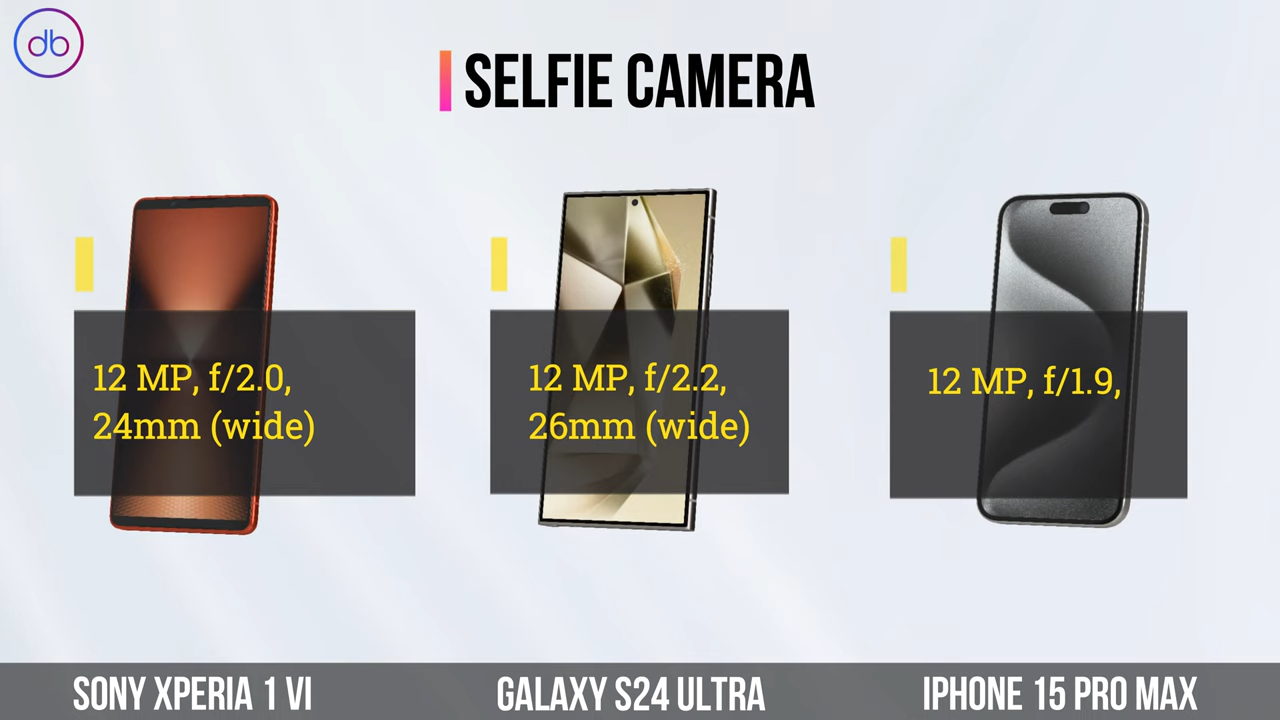 db
SELFIE CAMERA
12 MP, f/2.0,
24mm (wide)
12 MP, f/2.2,
26mm (wide)
12 MP, f/1.9,
SONY XPERIA 1 VI
GALAXY S24 ULTRA
IPHONE 15 PRO MAX